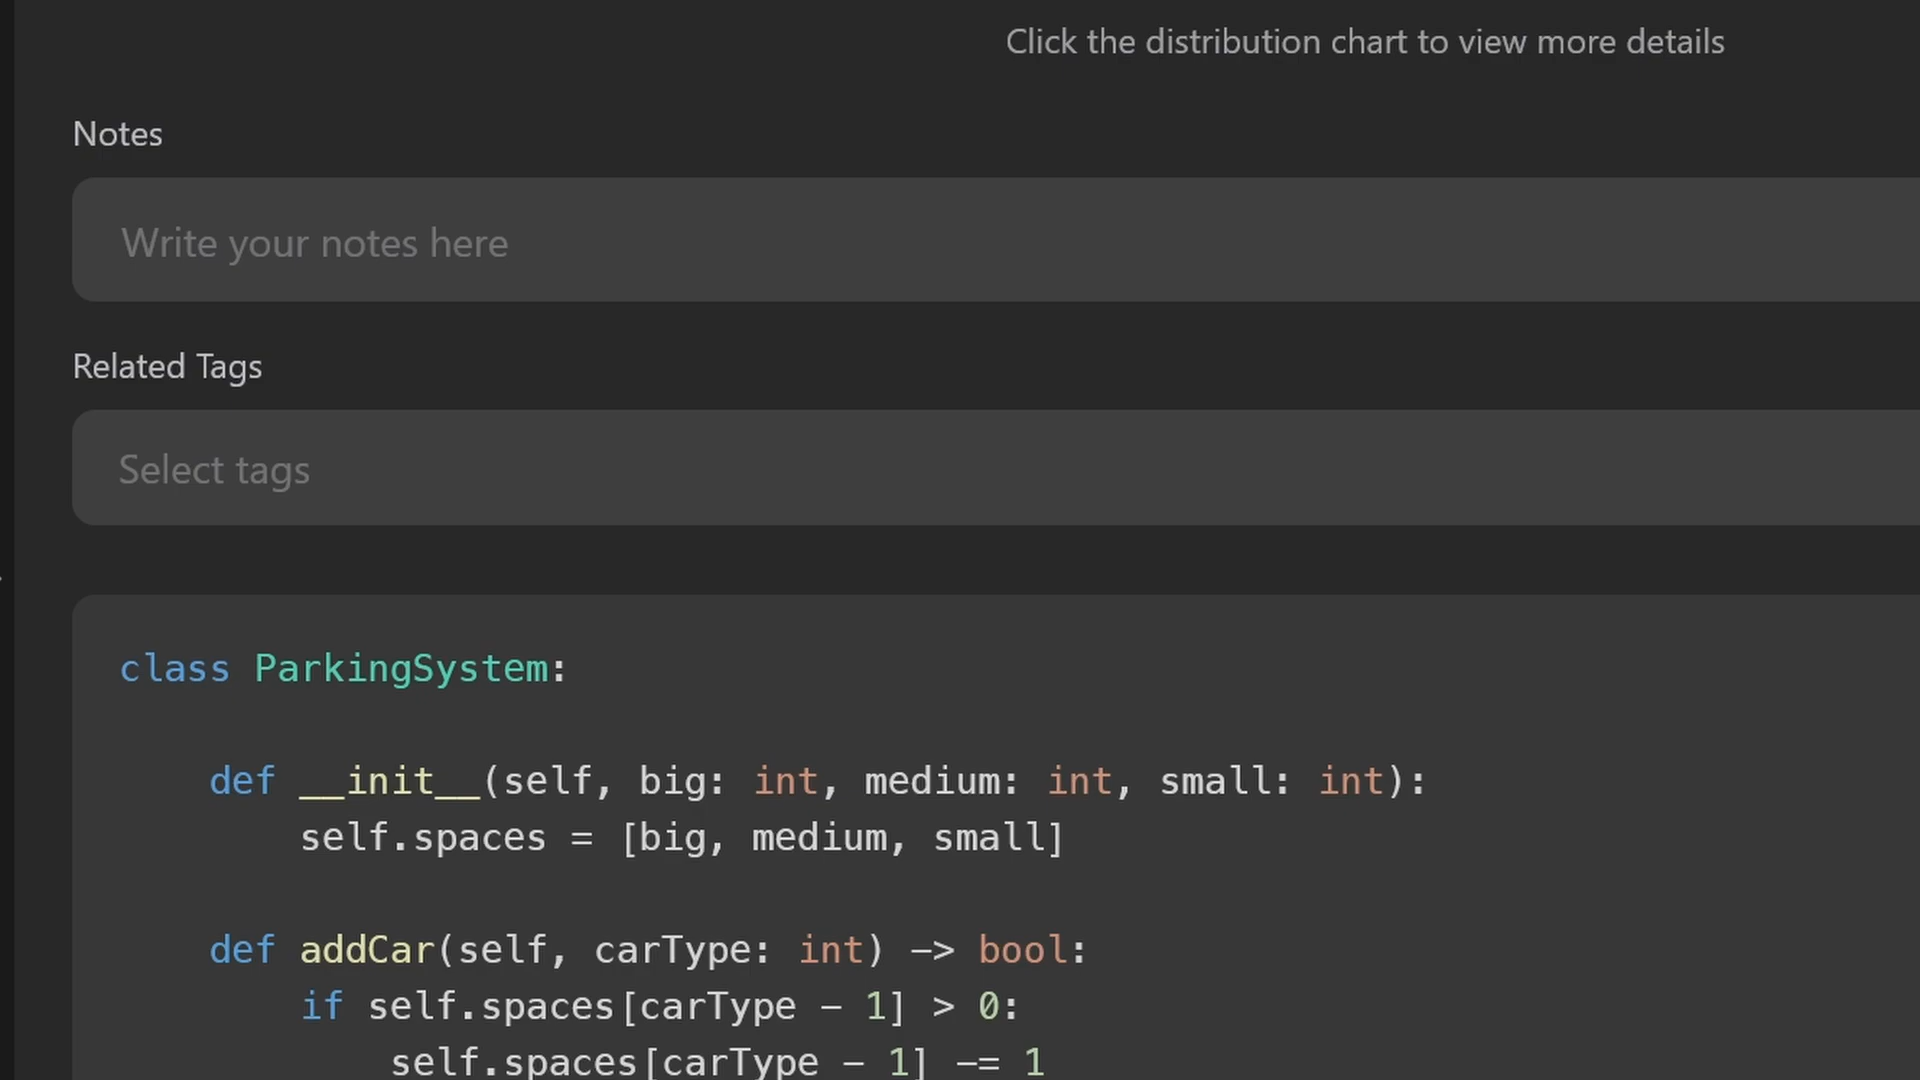 Click the distribution chart to view more details
Notes
Write your notes here
Related Tags
Select tags
class ParkingSystem:
    def __init__(self, big: int, medium: int, small: int):
        self.spaces = [big, medium, small]
    def addCar(self, carType: int) -> bool:
        if self.spaces[carType - 1] > 0:
            self.spaces[carType - 1] -= 1